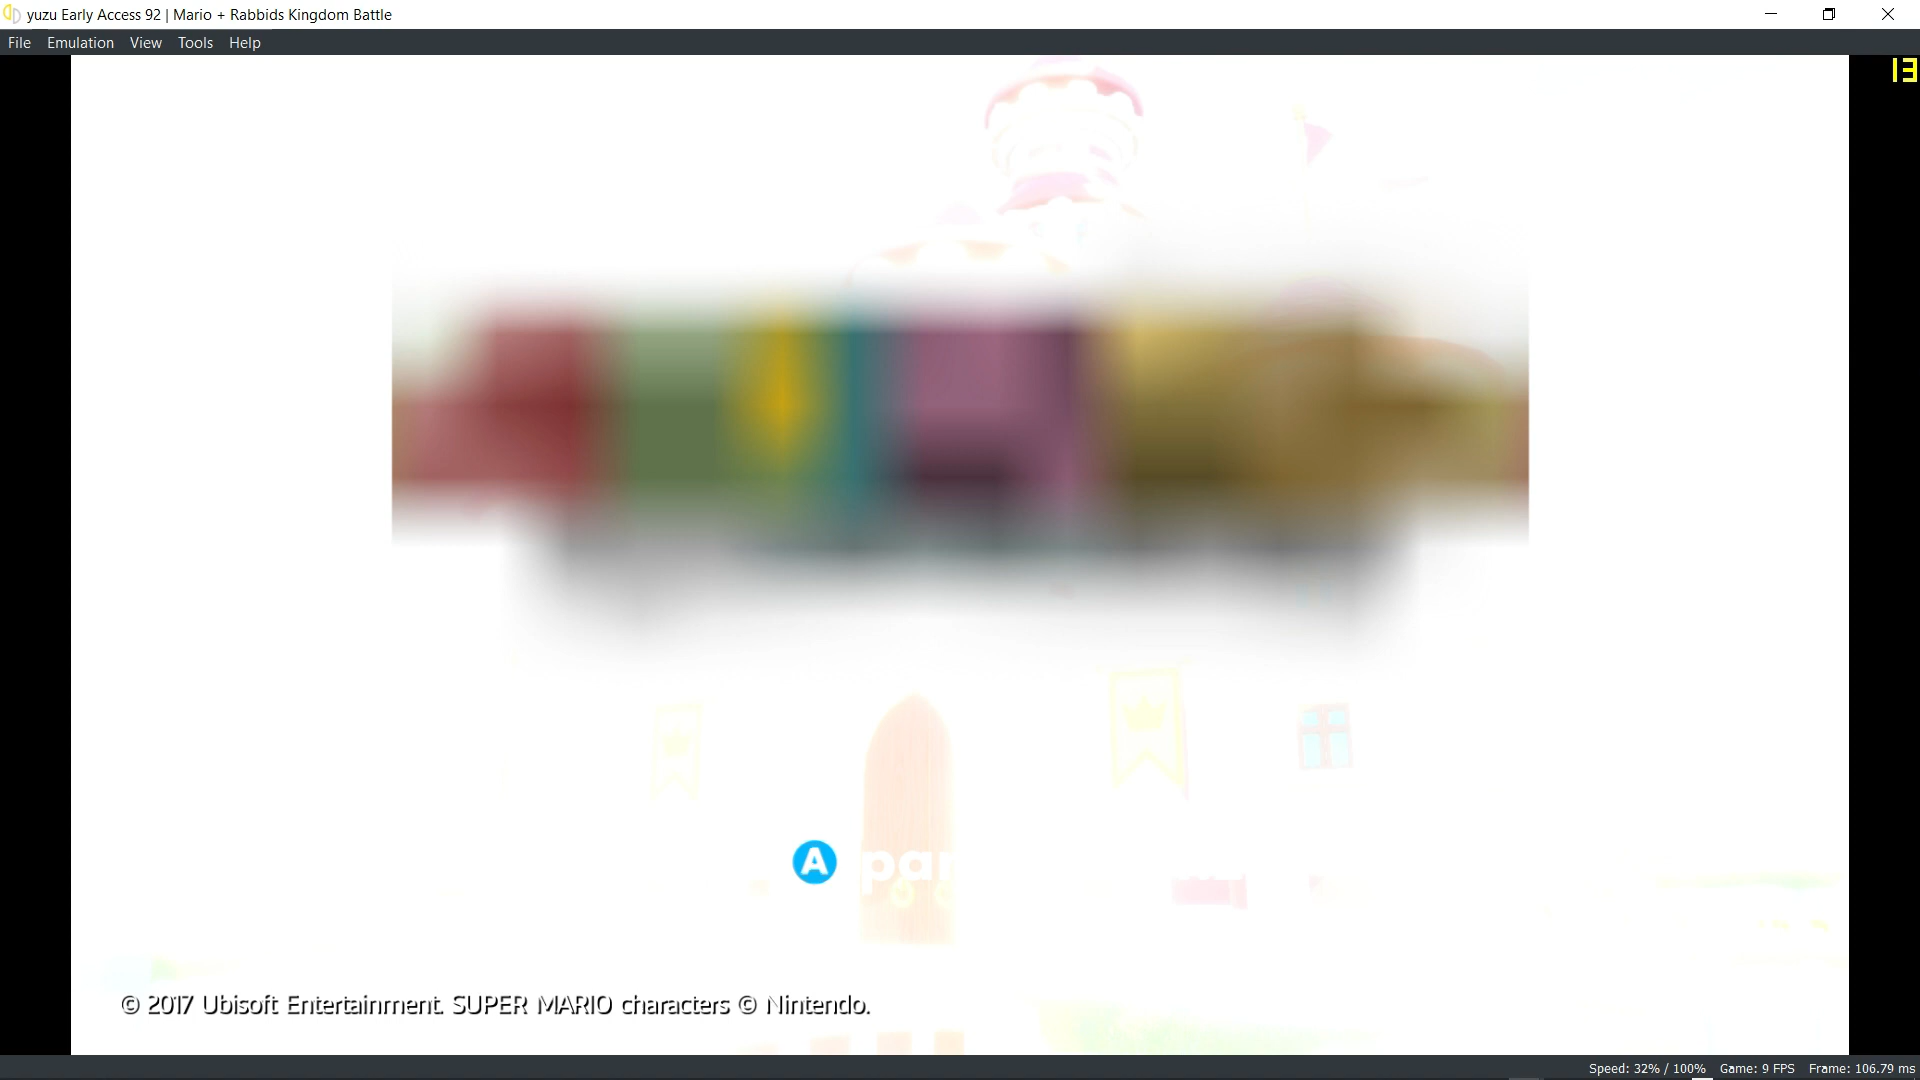 yuzu Early Access 92 | Mario + Rabbids Kingdom Battle
File Emulation View Tools Help
13
A
© 2017 Ubisoft Entertainment. SUPER MARIO characters © Nintendo.
Speed: 32% / 100% Game: 9 FPS Frame: 106.79 ms